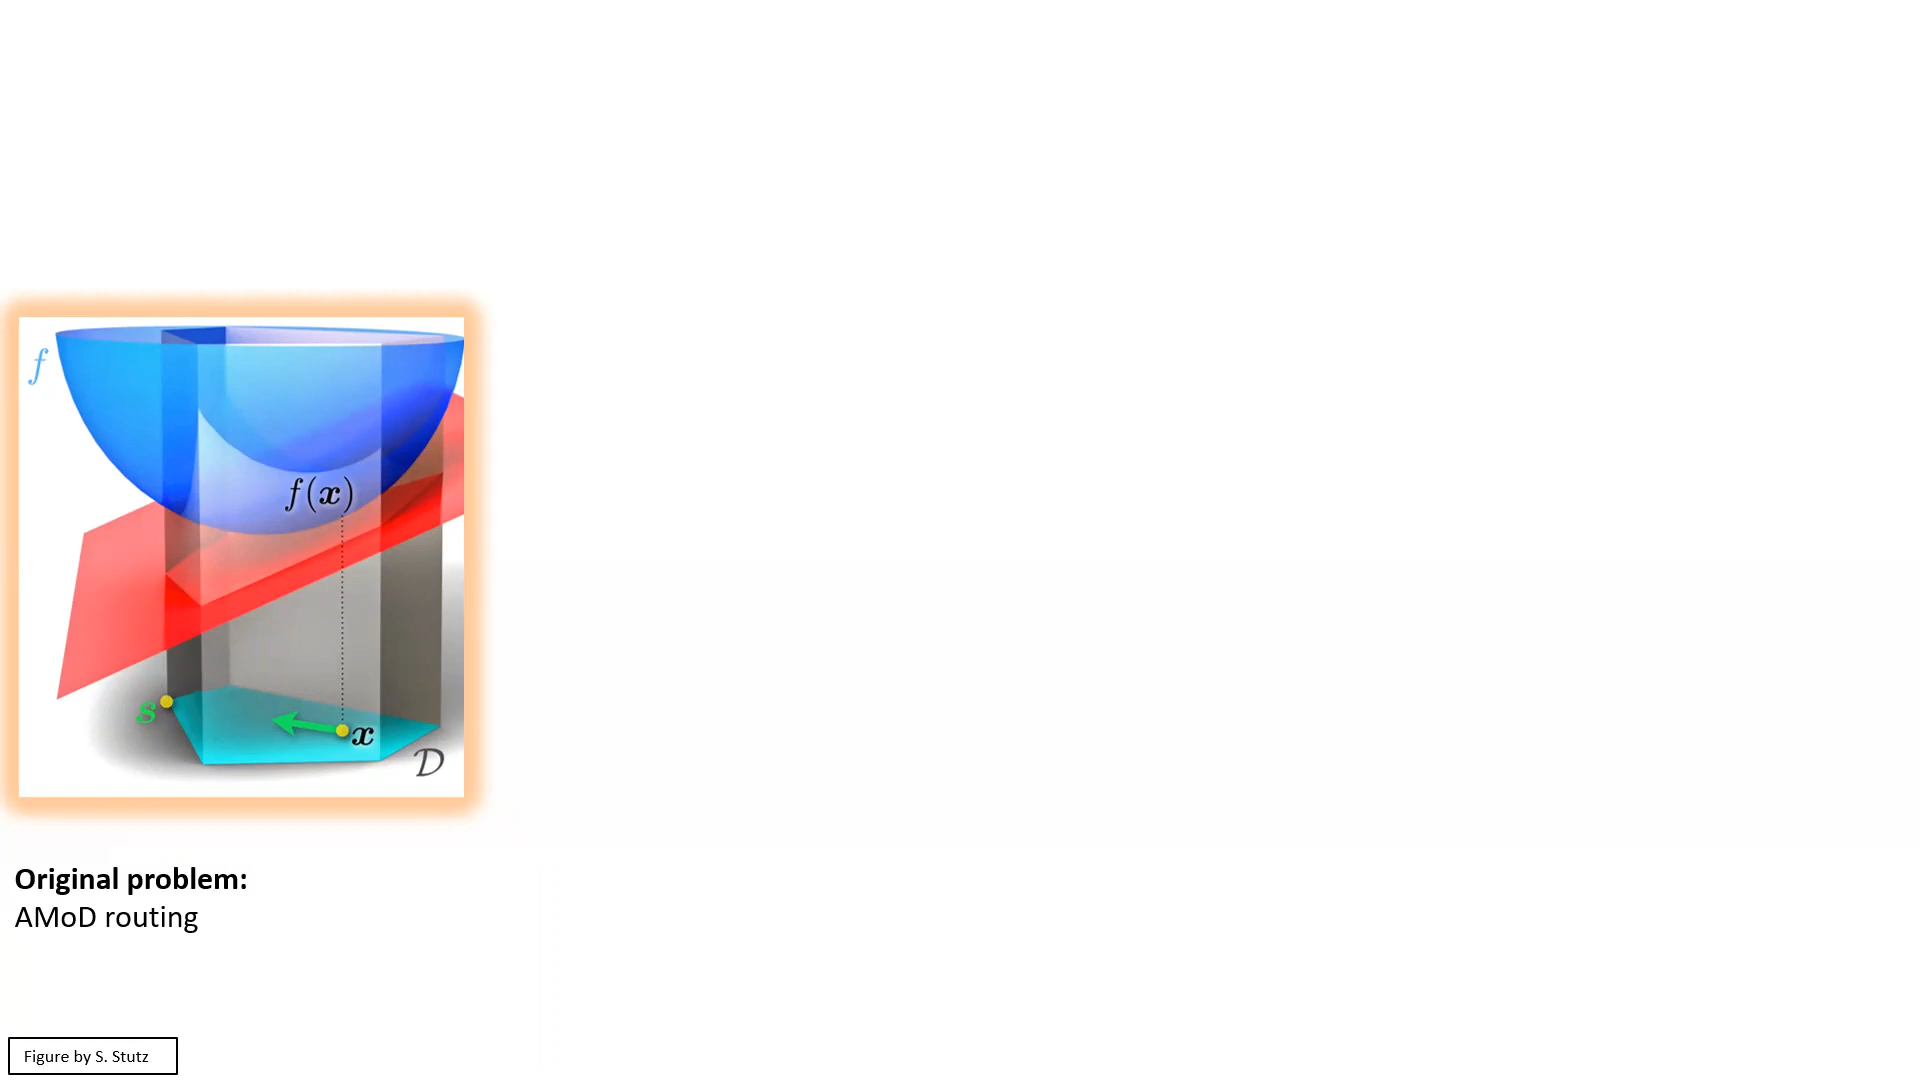 f
f(x)
s
x
𝒟
Original problem:
AMoD routing
Figure by S. Stutz